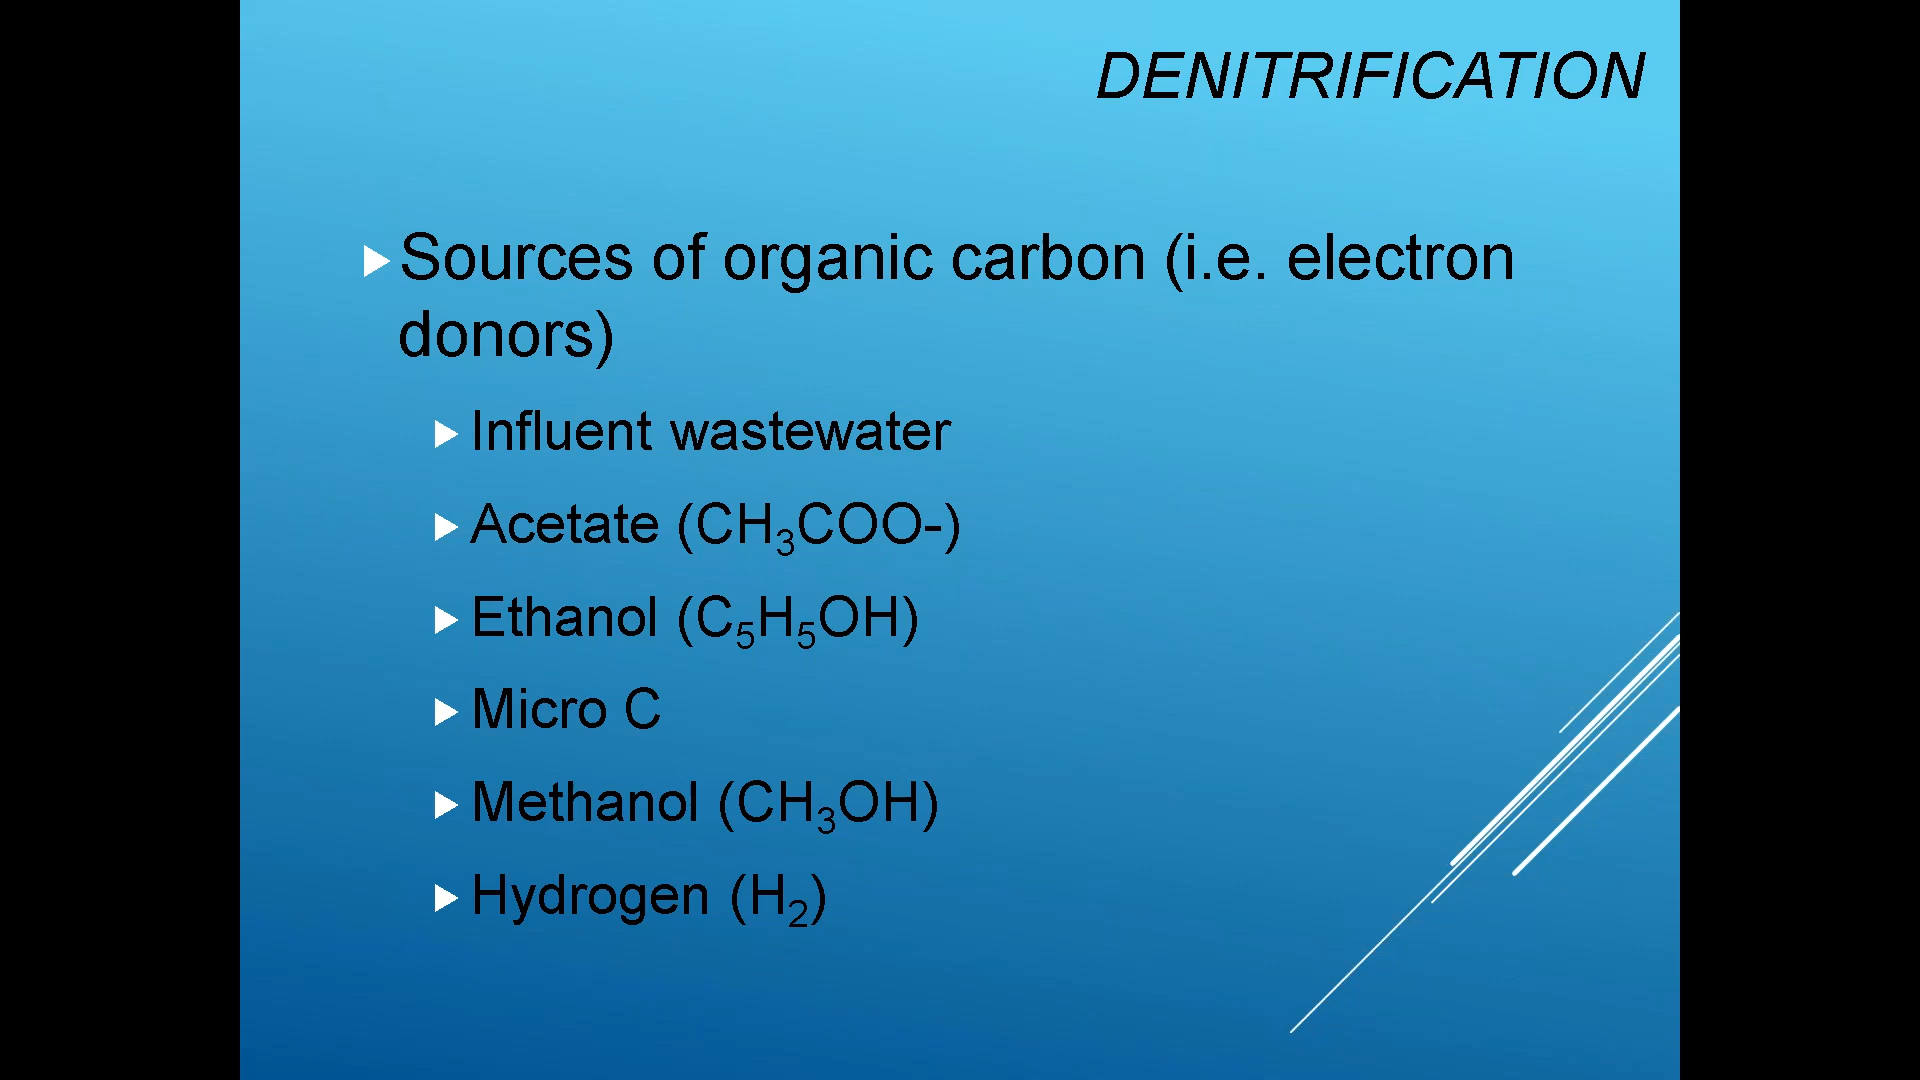 DENITRIFICATION
Sources of organic carbon (i.e. electron
donors)
Influent wastewater
Acetate (CH₃COO-)
Ethanol (C₅H₅OH)
Micro C
Methanol (CH₃OH)
Hydrogen (H₂)